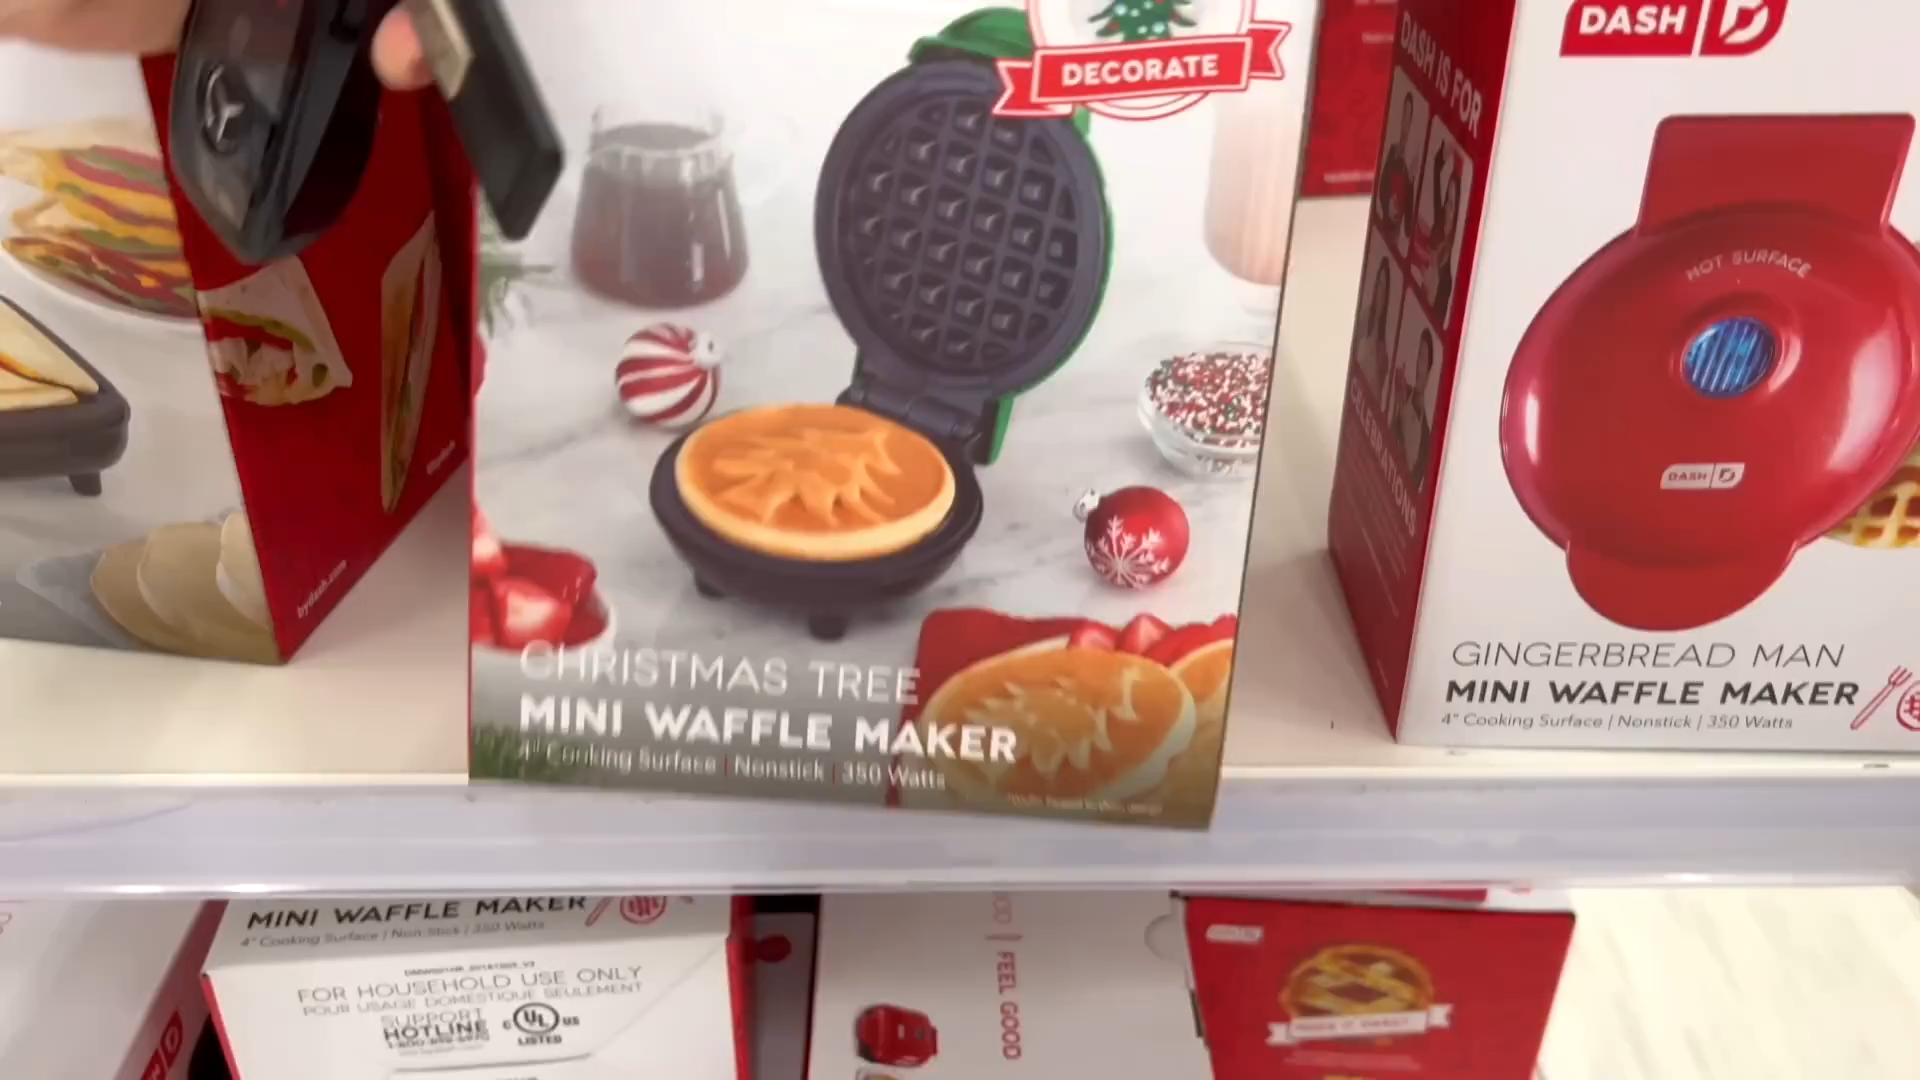 DECORATE
CHRISTMAS TREE
MINI WAFFLE MAKER
4" Cooking Surface | Nonstick | 350 Watts
bydash.com
DASH IS FOR
CELEBRATIONS
DASH
HOT SURFACE
DASH
GINGERBREAD MAN
MINI WAFFLE MAKER
4" Cooking Surface | Nonstick | 350 Watts
MINI WAFFLE MAKER
4" Cooking Surface | Non-Stick | 350 Watts
FOR HOUSEHOLD USE ONLY
POUR USAGE DOMESTIQUE SEULEMENT
SUPPORT
HOTLINE
C UL US
LISTED
FEEL GOOD